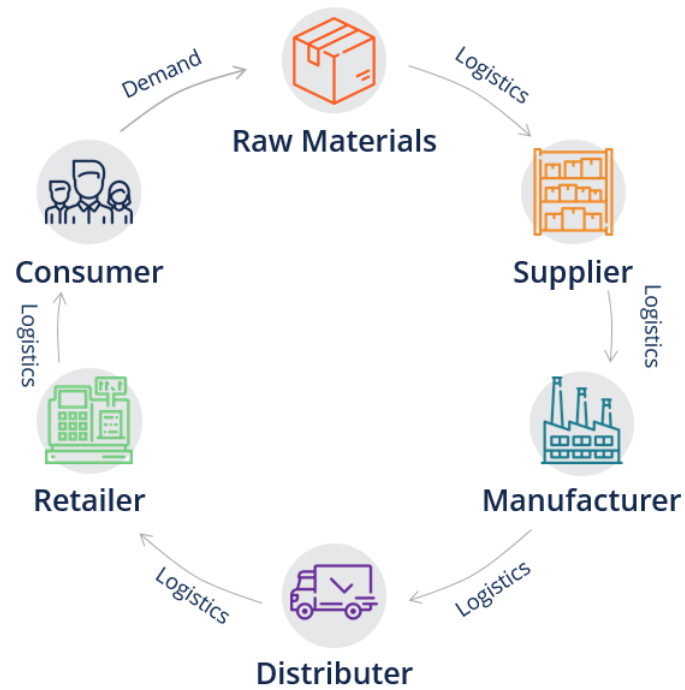 Demand
Logistics
Raw Materials
Consumer
Supplier
Logistics
Logistics
Retailer
Manufacturer
Logistics
Logistics
Distributer